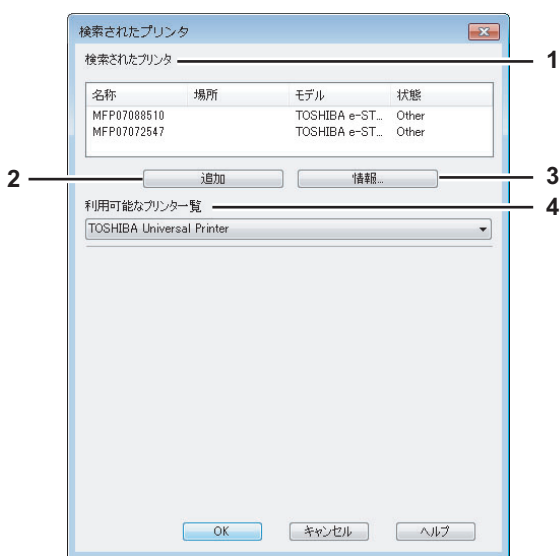 検索されたプリンタ
検索されたプリンタ 1
名称 場所 モデル 状態
MFP07088510 TOSHIBA e-ST... Other
MFP07072547 TOSHIBA e-ST... Other
2 追加 情報... 3
利用可能なプリンター覧 4
TOSHIBA Universal Printer
OK キャンセル ヘルプ